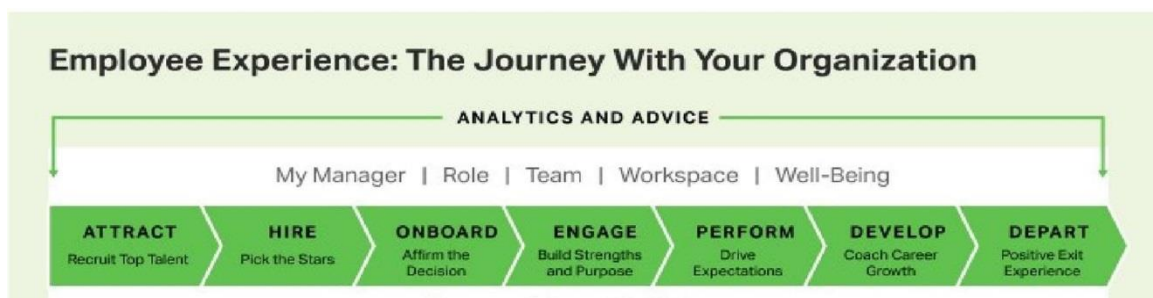 Employee Experience: The Journey With Your Organization
ANALYTICS AND ADVICE
My Manager | Role | Team | Workspace | Well-Being
ATTRACT
Recruit Top Talent
HIRE
Pick the Stars
ONBOARD
Affirm the
Decision
ENGAGE
Build Strengths
and Purpose
PERFORM
Drive
Expectations
DEVELOP
Coach Career
Growth
DEPART
Positive Exit
Experience